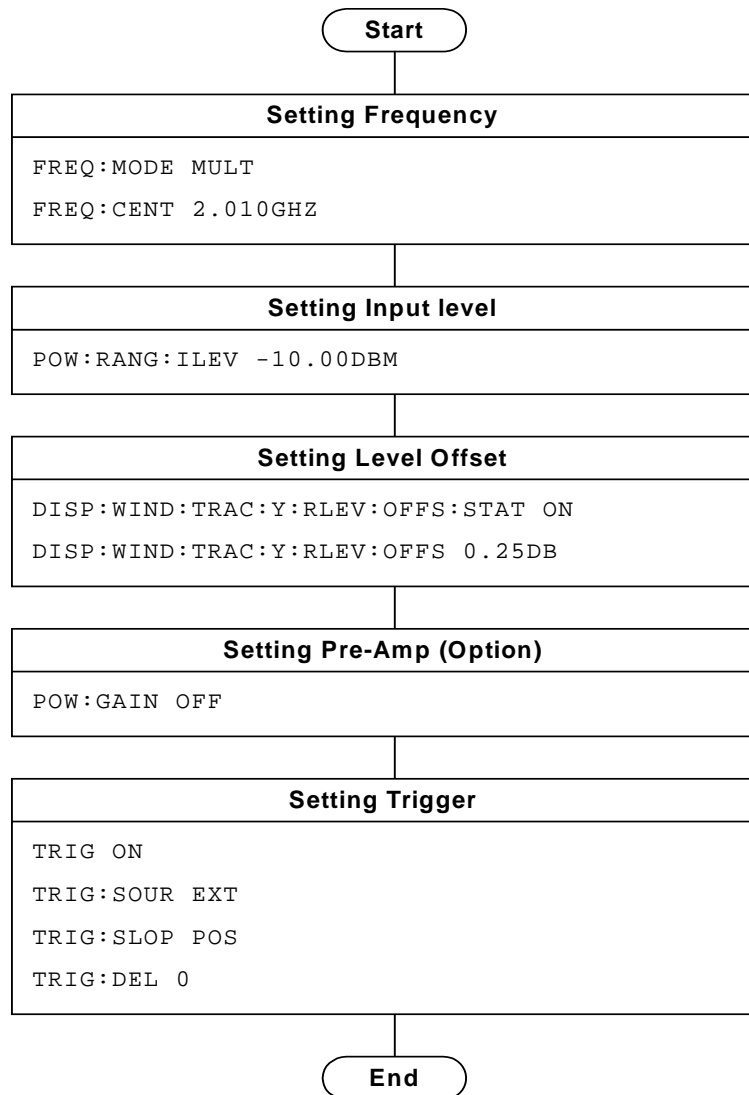 Start
Setting Frequency
FREQ:MODE MULT
FREQ:CENT 2.010GHZ
Setting Input level
POW:RANG:ILEV -10.00DBM
Setting Level Offset
DISP:WIND:TRAC:Y:RLEV:OFFS:STAT ON
DISP:WIND:TRAC:Y:RLEV:OFFS 0.25DB
Setting Pre-Amp (Option)
POW:GAIN OFF
Setting Trigger
TRIG ON
TRIG:SOUR EXT
TRIG:SLOP POS
TRIG:DEL 0
End